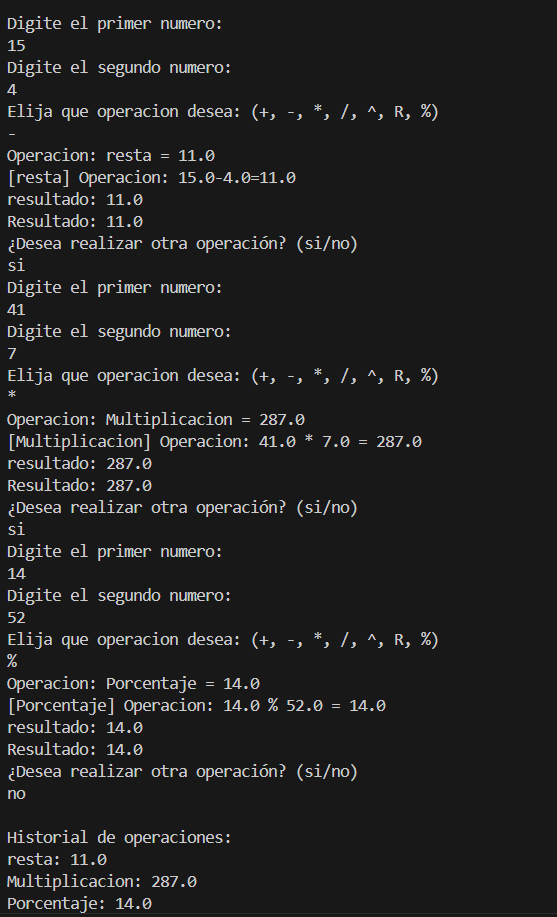 Digite el primer numero:
15
Digite el segundo numero:
4
Elija que operacion desea: (+, -, *, /, ^, R, %)
-
Operacion: resta = 11.0
[resta] Operacion: 15.0-4.0=11.0
resultado: 11.0
Resultado: 11.0
¿Desea realizar otra operación? (si/no)
si
Digite el primer numero:
41
Digite el segundo numero:
7
Elija que operacion desea: (+, -, *, /, ^, R, %)
*
Operacion: Multiplicacion = 287.0
[Multiplicacion] Operacion: 41.0 * 7.0 = 287.0
resultado: 287.0
Resultado: 287.0
¿Desea realizar otra operación? (si/no)
si
Digite el primer numero:
14
Digite el segundo numero:
52
Elija que operacion desea: (+, -, *, /, ^, R, %)
%
Operacion: Porcentaje = 14.0
[Porcentaje] Operacion: 14.0 % 52.0 = 14.0
resultado: 14.0
Resultado: 14.0
¿Desea realizar otra operación? (si/no)
no
Historial de operaciones:
resta: 11.0
Multiplicacion: 287.0
Porcentaje: 14.0